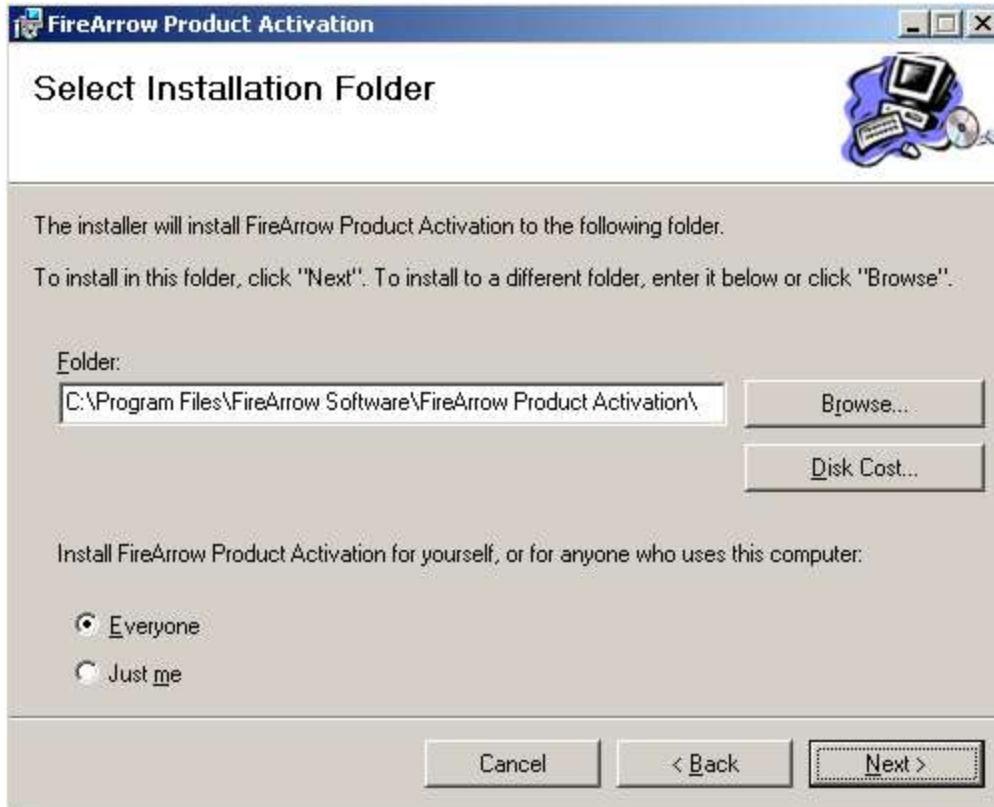 FireArrow Product Activation
Select Installation Folder
The installer will install FireArrow Product Activation to the following folder.
To install in this folder, click "Next". To install to a different folder, enter it below or click "Browse".
Folder:
C:\Program Files\FireArrow Software\FireArrow Product Activation\
Browse...
Disk Cost...
Install FireArrow Product Activation for yourself, or for anyone who uses this computer:
Everyone
Just me
Cancel
< Back
Next >